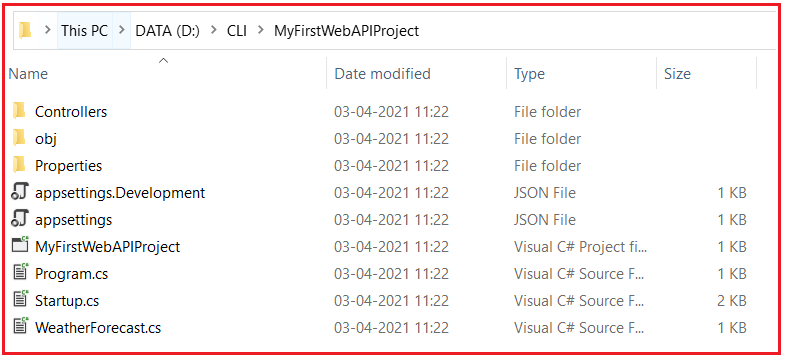 This PC > DATA (D:) > CLI > MyFirstWebAPIProject
Name Date modified Type Size
Controllers 03-04-2021 11:22 File folder
obj 03-04-2021 11:22 File folder
Properties 03-04-2021 11:22 File folder
appsettings.Development 03-04-2021 11:22 JSON File 1 KB
appsettings 03-04-2021 11:22 JSON File 1 KB
MyFirstWebAPIProject 03-04-2021 11:22 Visual C# Project fi... 1 KB
Program.cs 03-04-2021 11:22 Visual C# Source F... 1 KB
Startup.cs 03-04-2021 11:22 Visual C# Source F... 2 KB
WeatherForecast.cs 03-04-2021 11:22 Visual C# Source F... 1 KB